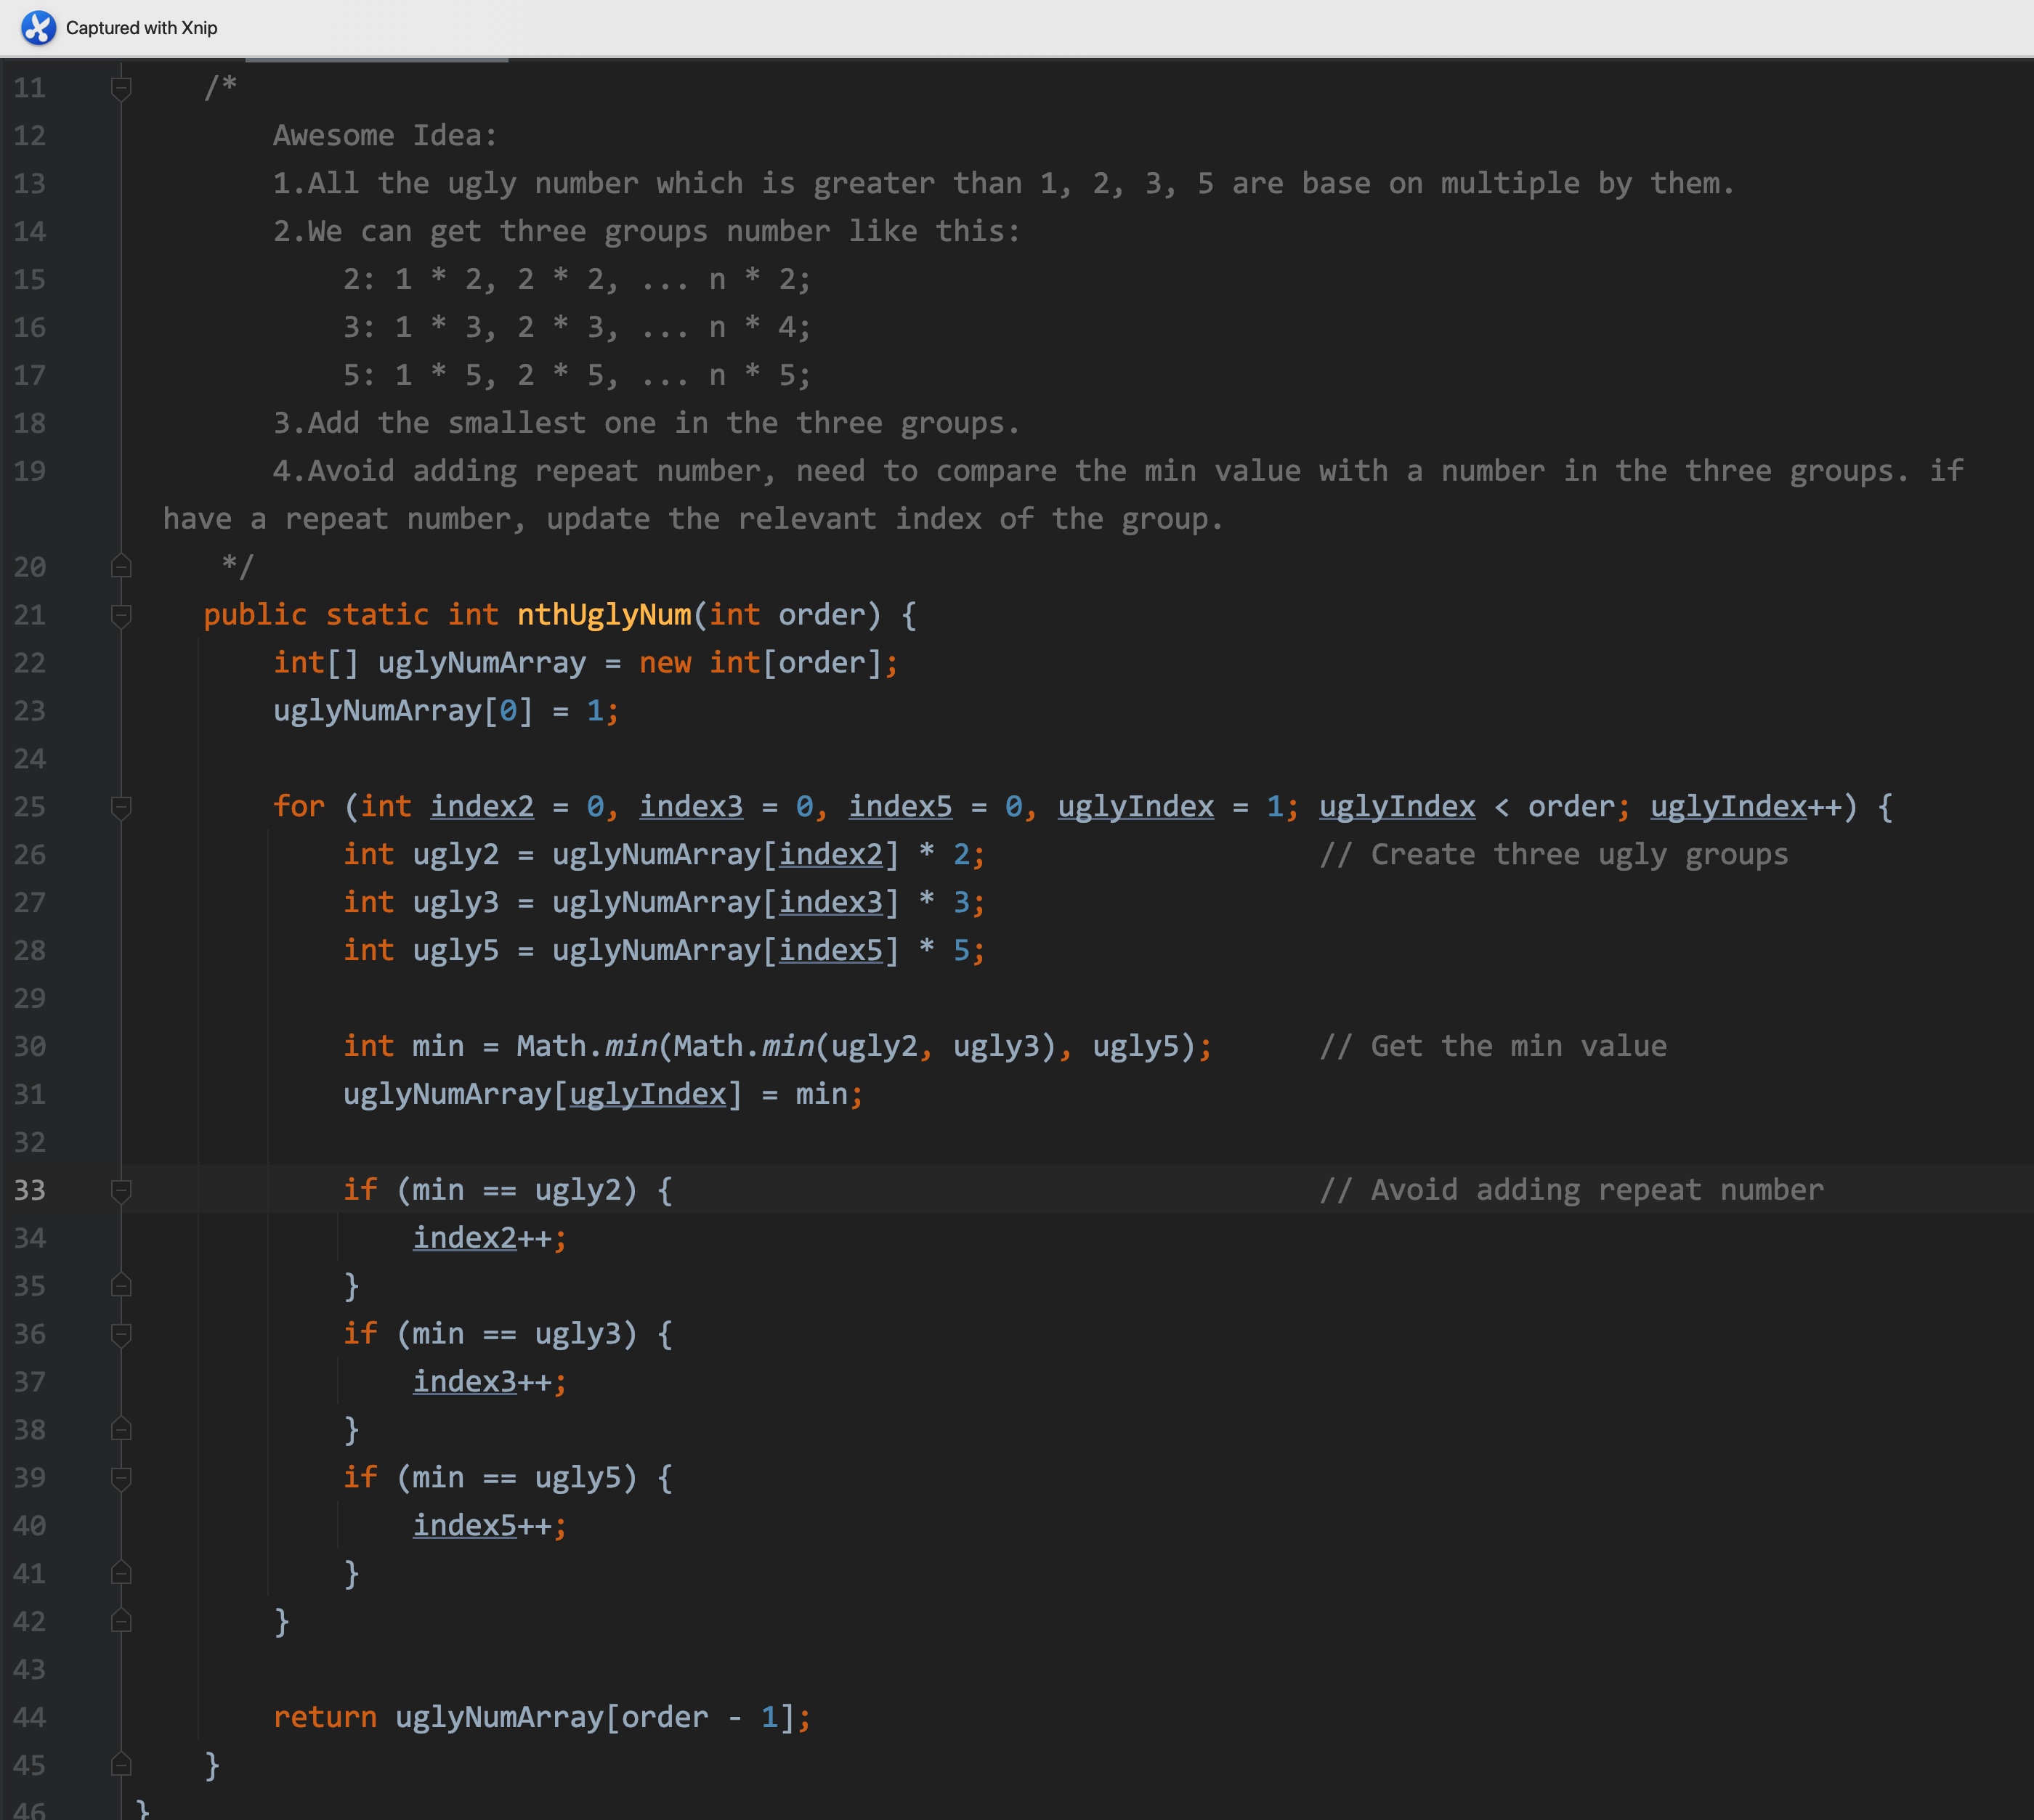 Captured with Xnip
11 /*
12 Awesome Idea:
13 1.All the ugly number which is greater than 1, 2, 3, 5 are base on multiple by them.
14 2.We can get three groups number like this:
15 2: 1 * 2, 2 * 2, ... n * 2;
16 3: 1 * 3, 2 * 3, ... n * 4;
17 5: 1 * 5, 2 * 5, ... n * 5;
18 3.Add the smallest one in the three groups.
19 4.Avoid adding repeat number, need to compare the min value with a number in the three groups. if
have a repeat number, update the relevant index of the group.
20 */
21 public static int nthUglyNum(int order) {
22 int[] uglyNumArray = new int[order];
23 uglyNumArray[0] = 1;
24
25 for (int index2 = 0, index3 = 0, index5 = 0, uglyIndex = 1; uglyIndex < order; uglyIndex++) {
26 int ugly2 = uglyNumArray[index2] * 2; // Create three ugly groups
27 int ugly3 = uglyNumArray[index3] * 3;
28 int ugly5 = uglyNumArray[index5] * 5;
29
30 int min = Math.min(Math.min(ugly2, ugly3), ugly5); // Get the min value
31 uglyNumArray[uglyIndex] = min;
32
33 if (min == ugly2) { // Avoid adding repeat number
34 index2++;
35 }
36 if (min == ugly3) {
37 index3++;
38 }
39 if (min == ugly5) {
40 index5++;
41 }
42 }
43
44 return uglyNumArray[order - 1];
45 }
46 }